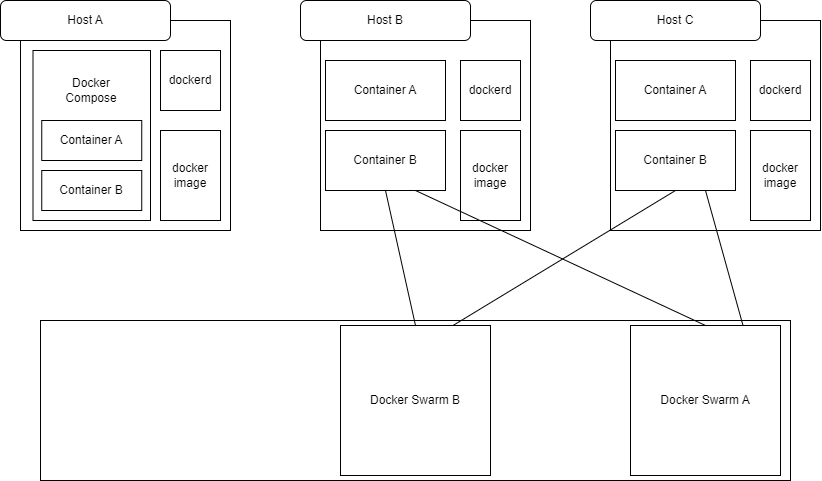 Host A
Docker
Compose
Container A
Container B
dockerd
docker
image
Host B
Container A
Container B
dockerd
docker
image
Host C
Container A
Container B
dockerd
docker
image
Docker Swarm B
Docker Swarm A